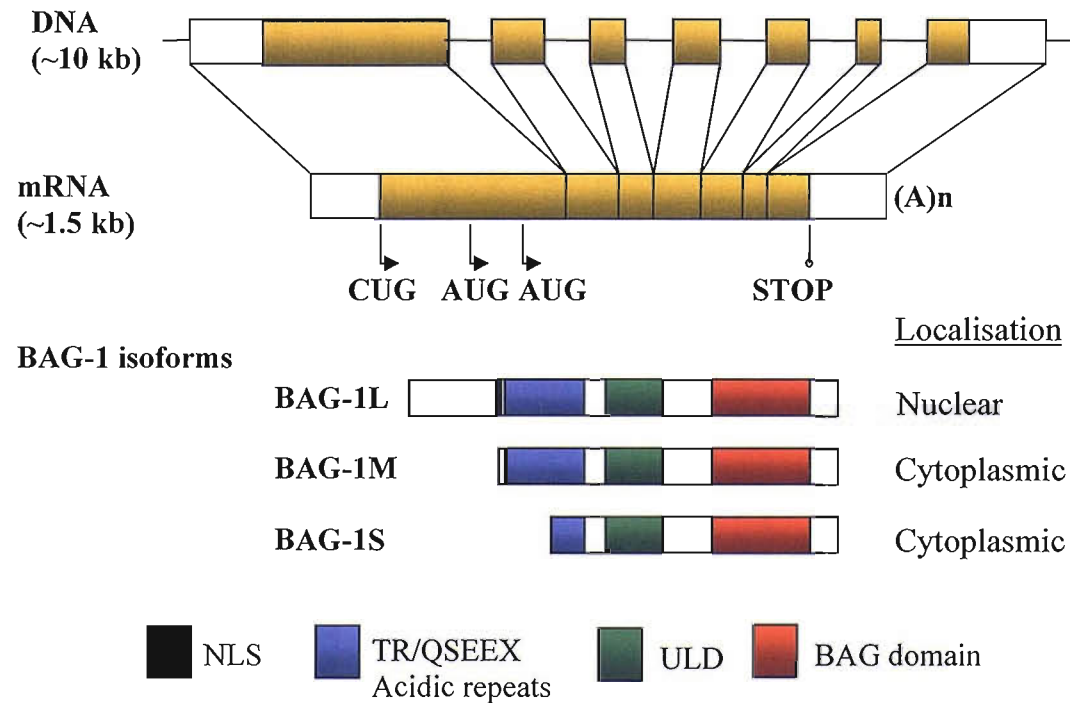 DNA
(~10 kb)
mRNA
(~1.5 kb)
(A)n
CUG AUG AUG STOP
Localisation
BAG-1 isoforms
BAG-1L Nuclear
BAG-1M Cytoplasmic
BAG-1S Cytoplasmic
NLS
TR/QSEEX
Acidic repeats
ULD
BAG domain